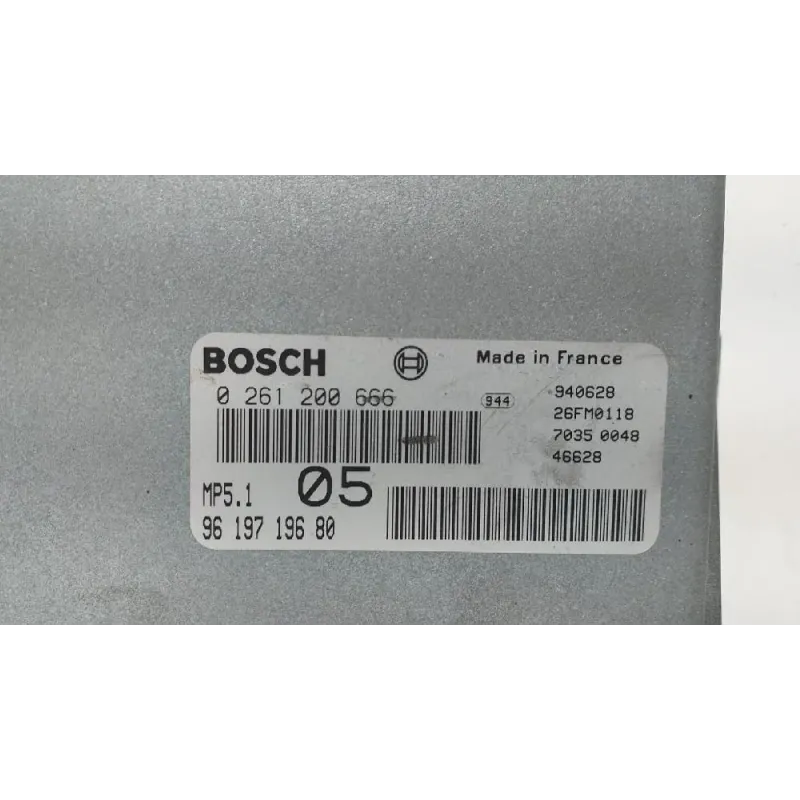 BOSCH Made in France
0 261 200 666 944 940628
26FM0118
7035 0048
46628
MP5.1 05
96 197 196 80